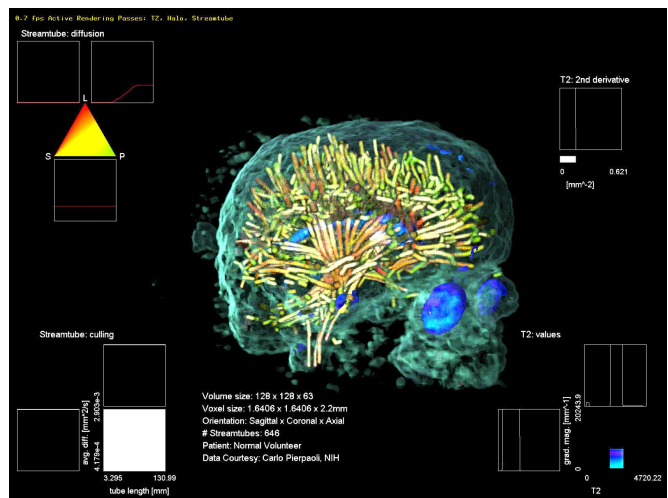 0.7 fps Active Rendering Passes: T2, Halo, Streamtube
Streamtube: diffusion
L
S
P
T2: 2nd derivative
0
0.621
[mm^-2]
Streamtube: culling
avg. diff. [mm^2/s]
4.179e-4
2.903e-3
3.295
130.99
tube length [mm]
Volume size: 128 x 128 x 63
Voxel size: 1.6406 x 1.6406 x 2.2mm
Orientation: Sagittal x Coronal x Axial
# Streamtubes: 646
Patient: Normal Volunteer
Data Courtesy: Carlo Pierpaoli, NIH
T2: values
grad. mag. [mm^-1]
0
20243.9
0
4720.22
T2